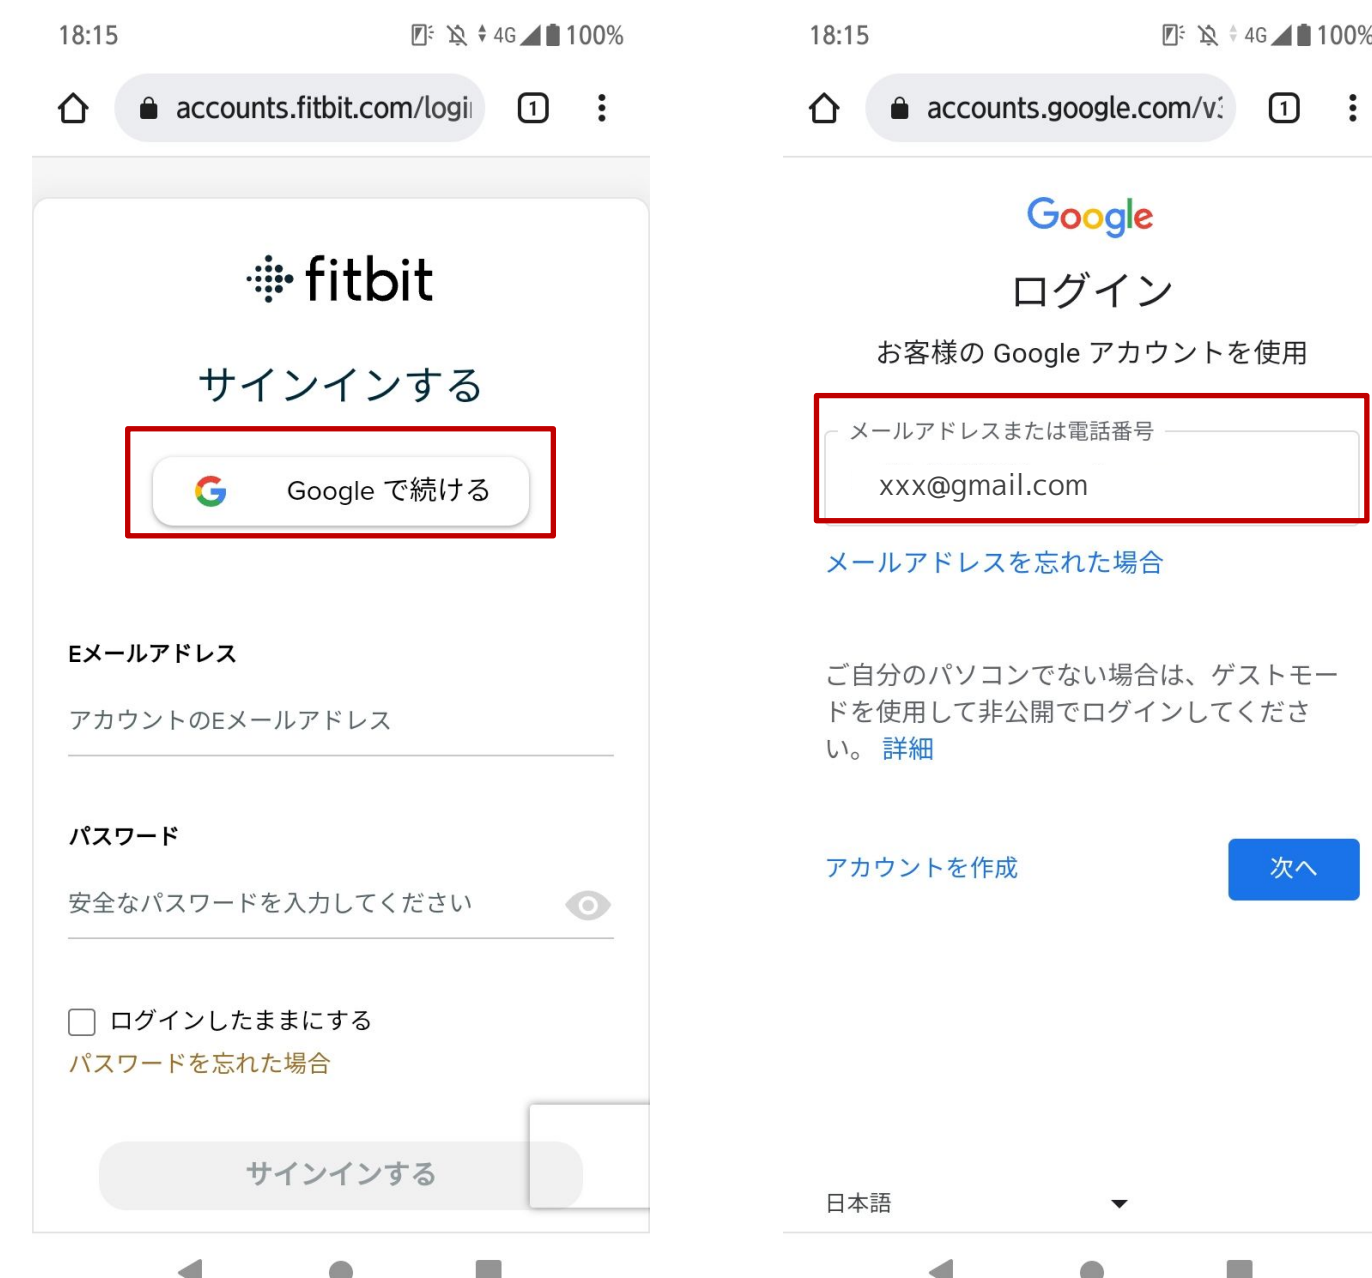 18:15
4G 100%
accounts.fitbit.com/logi
1
fitbit
サインインする
G Google で続ける
Eメールアドレス
アカウントのEメールアドレス
パスワード
安全なパスワードを入力してください
ログインしたままにする
パスワードを忘れた場合
サインインする
18:15
4G 100%
accounts.google.com/v3
1
Google
ログイン
お客様の Google アカウントを使用
メールアドレスまたは電話番号
xxx@gmail.com
メールアドレスを忘れた場合
ご自分のパソコンでない場合は、ゲストモー
ドを使用して非公開でログインしてくださ
い。 詳細
アカウントを作成
次へ
日本語